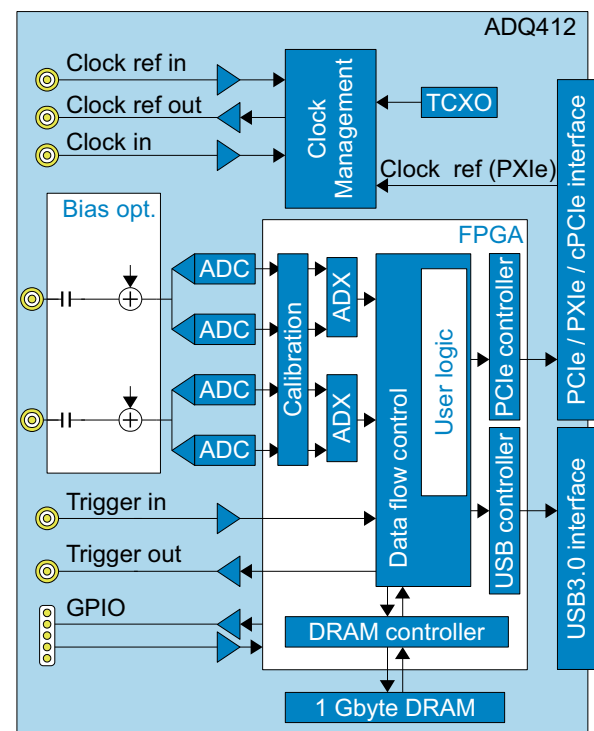 ADQ412
Clock ref in
Clock ref out
Clock in
Clock
Management
TCXO
Clock ref (PXIe)
PCIe / PXIe / cPCIe interface
Bias opt.
FPGA
ADC
ADC
ADC
ADC
Calibration
ADX
ADX
Data flow control
User logic
PCIe controller
USB controller
USB3.0 interface
Trigger in
Trigger out
GPIO
DRAM controller
1 Gbyte DRAM